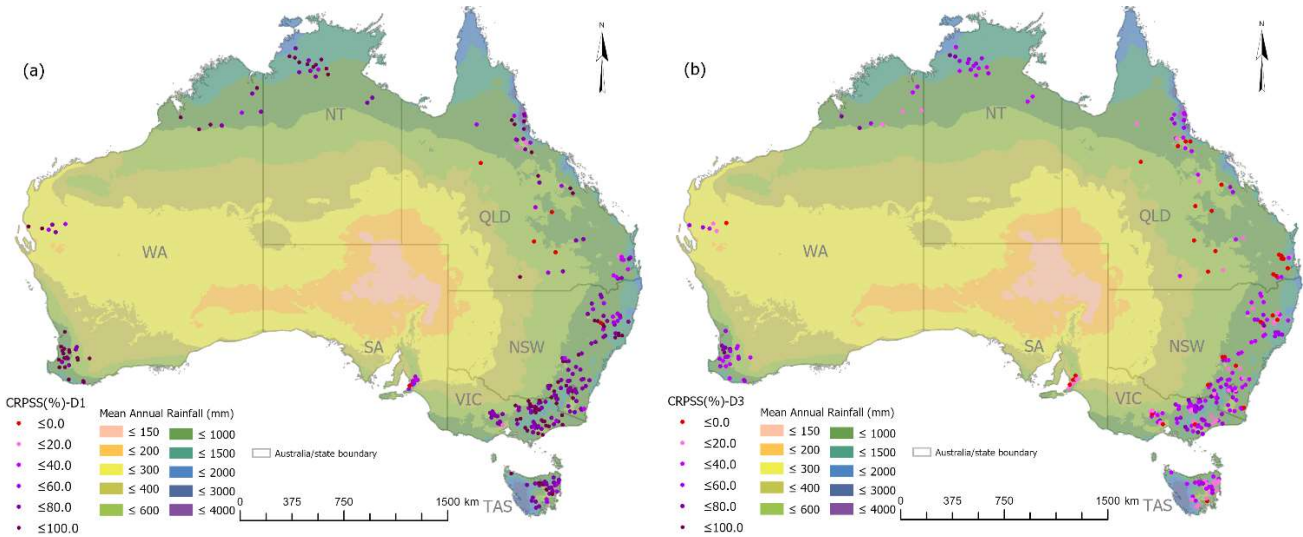 (a)
N
NT
QLD
WA
SA
NSW
VIC
TAS
CRPSS(%)-D1
≤0.0
≤20.0
≤40.0
≤60.0
≤80.0
≤100.0
Mean Annual Rainfall (mm)
≤ 150
≤ 200
≤ 300
≤ 400
≤ 600
≤ 1000
≤ 1500
≤ 2000
≤ 3000
≤ 4000
Australia/state boundary
0 375 750 1500 km
(b)
N
NT
QLD
WA
SA
NSW
VIC
TAS
CRPSS(%)-D3
≤0.0
≤20.0
≤40.0
≤60.0
≤80.0
≤100.0
Mean Annual Rainfall (mm)
≤ 150
≤ 200
≤ 300
≤ 400
≤ 600
≤ 1000
≤ 1500
≤ 2000
≤ 3000
≤ 4000
Australia/state boundary
0 375 750 1500 km